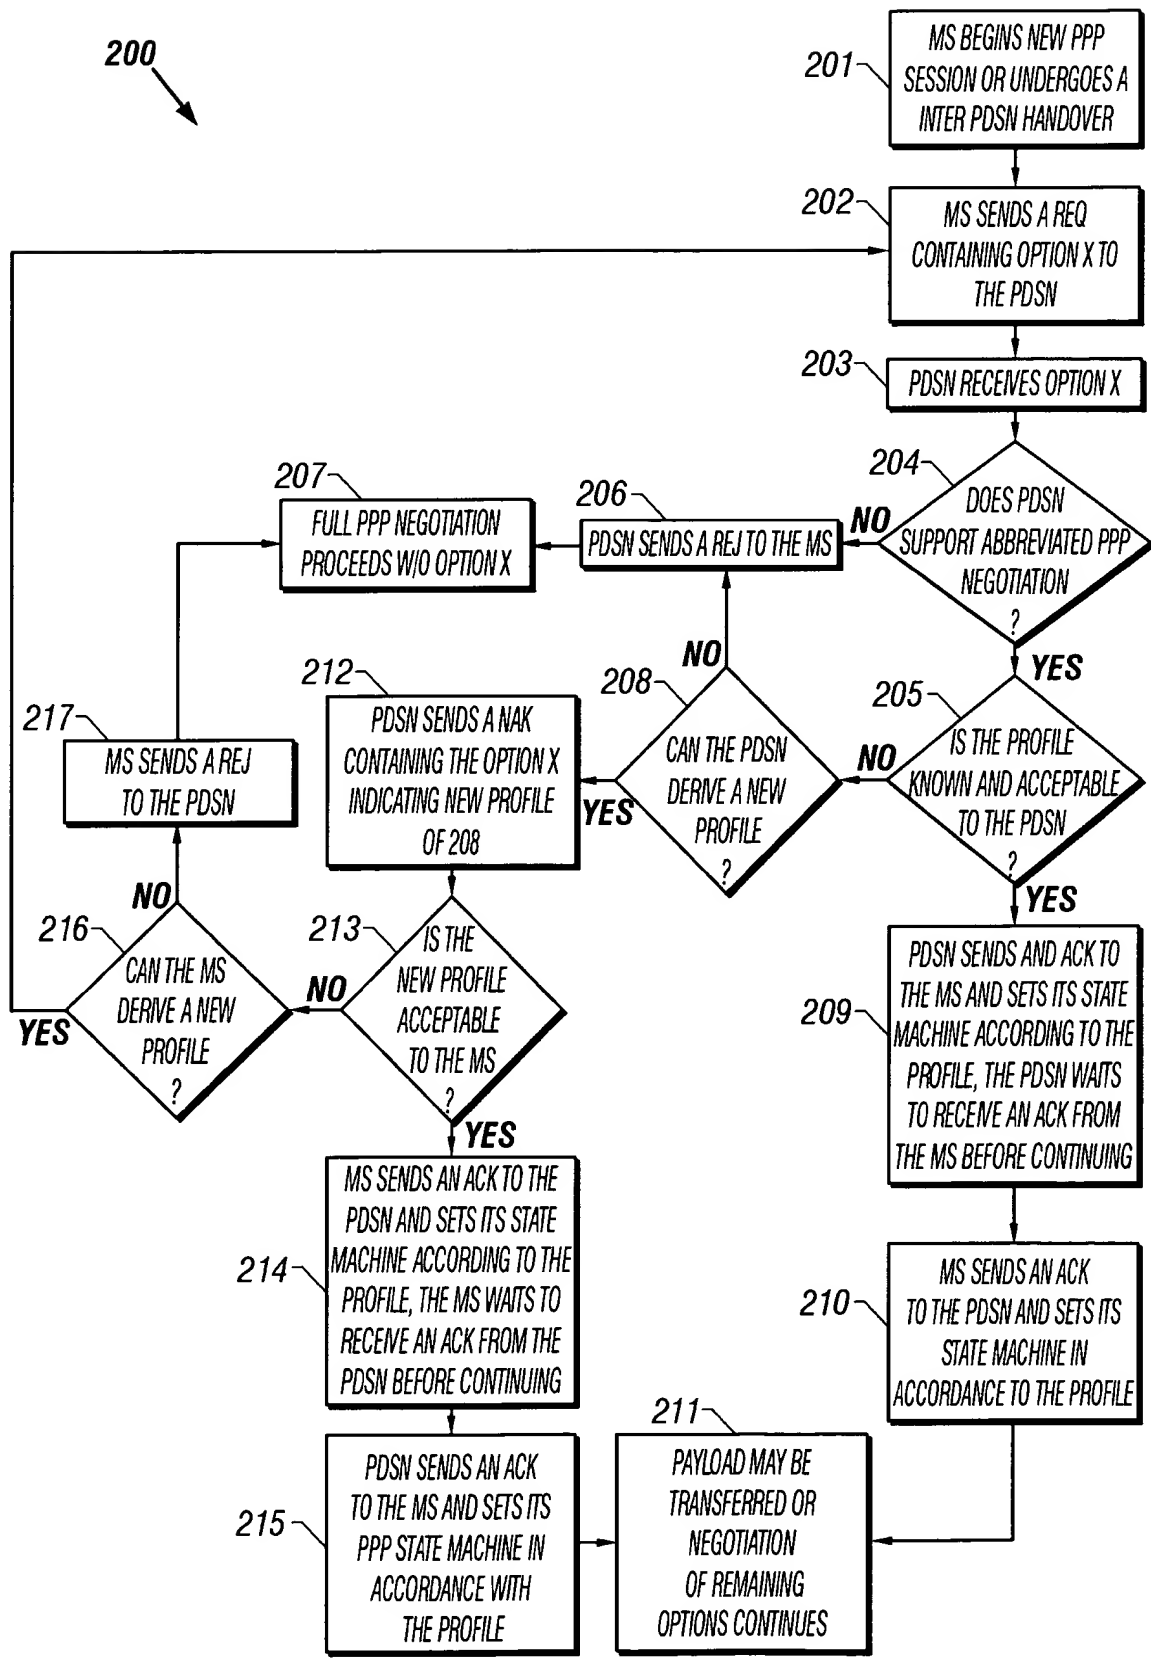 200
201
MS BEGINS NEW PPP
SESSION OR UNDERGOES A
INTER PDSN HANDOVER
202
MS SENDS A REQ
CONTAINING OPTION X TO
THE PDSN
203
PDSN RECEIVES OPTION X
204
DOES PDSN
SUPPORT ABBREVIATED PPP
NEGOTIATION
?
NO
YES
206
PDSN SENDS A REJ TO THE MS
207
FULL PPP NEGOTIATION
PROCEEDS W/O OPTION X
205
IS THE PROFILE
KNOWN AND ACCEPTABLE
TO THE PDSN
?
NO
YES
208
CAN THE PDSN
DERIVE A NEW
PROFILE
?
NO
YES
212
PDSN SENDS A NAK
CONTAINING THE OPTION X
INDICATING NEW PROFILE
OF 208
217
MS SENDS A REJ
TO THE PDSN
216
CAN THE MS
DERIVE A NEW
PROFILE
?
NO
YES
213
IS THE
NEW PROFILE
ACCEPTABLE
TO THE MS
?
NO
YES
209
PDSN SENDS AND ACK TO
THE MS AND SETS ITS STATE
MACHINE ACCORDING TO THE
PROFILE, THE PDSN WAITS
TO RECEIVE AN ACK FROM
THE MS BEFORE CONTINUING
214
MS SENDS AN ACK TO THE
PDSN AND SETS ITS STATE
MACHINE ACCORDING TO THE
PROFILE, THE MS WAITS TO
RECEIVE AN ACK FROM THE
PDSN BEFORE CONTINUING
210
MS SENDS AN ACK
TO THE PDSN AND SETS ITS
STATE MACHINE IN
ACCORDANCE TO THE PROFILE
215
PDSN SENDS AN ACK
TO THE MS AND SETS ITS
PPP STATE MACHINE IN
ACCORDANCE WITH
THE PROFILE
211
PAYLOAD MAY BE
TRANSFERRED OR
NEGOTIATION
OF REMAINING
OPTIONS CONTINUES